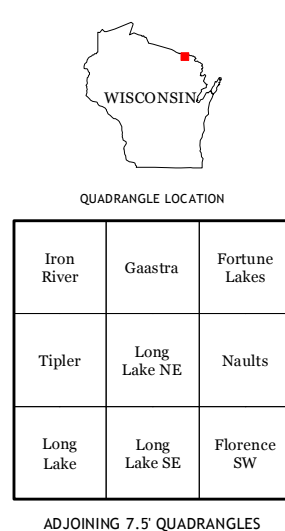 WISCONSIN
QUADRANGLE LOCATION
Iron
River
Gaastra
Fortune
Lakes
Tipler
Long
Lake NE
Naults
Long
Lake
Long
Lake SE
Florence
SW
ADJOINING 7.5' QUADRANGLES